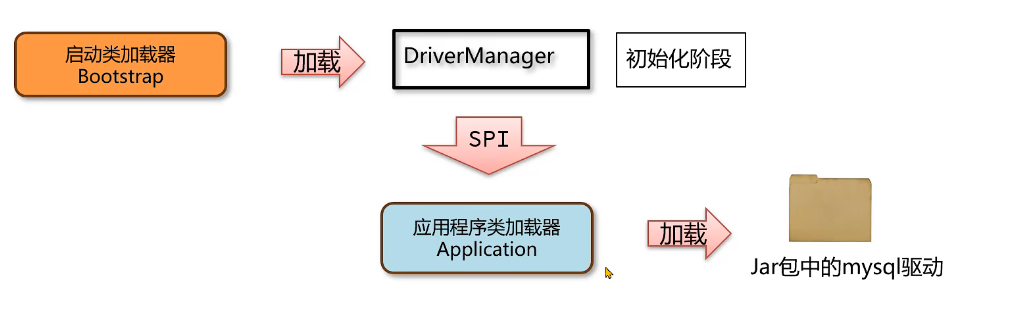 启动类加载器
Bootstrap
加载
DriverManager
初始化阶段
SPI
应用程序类加载器
Application
加载
Jar包中的mysql驱动